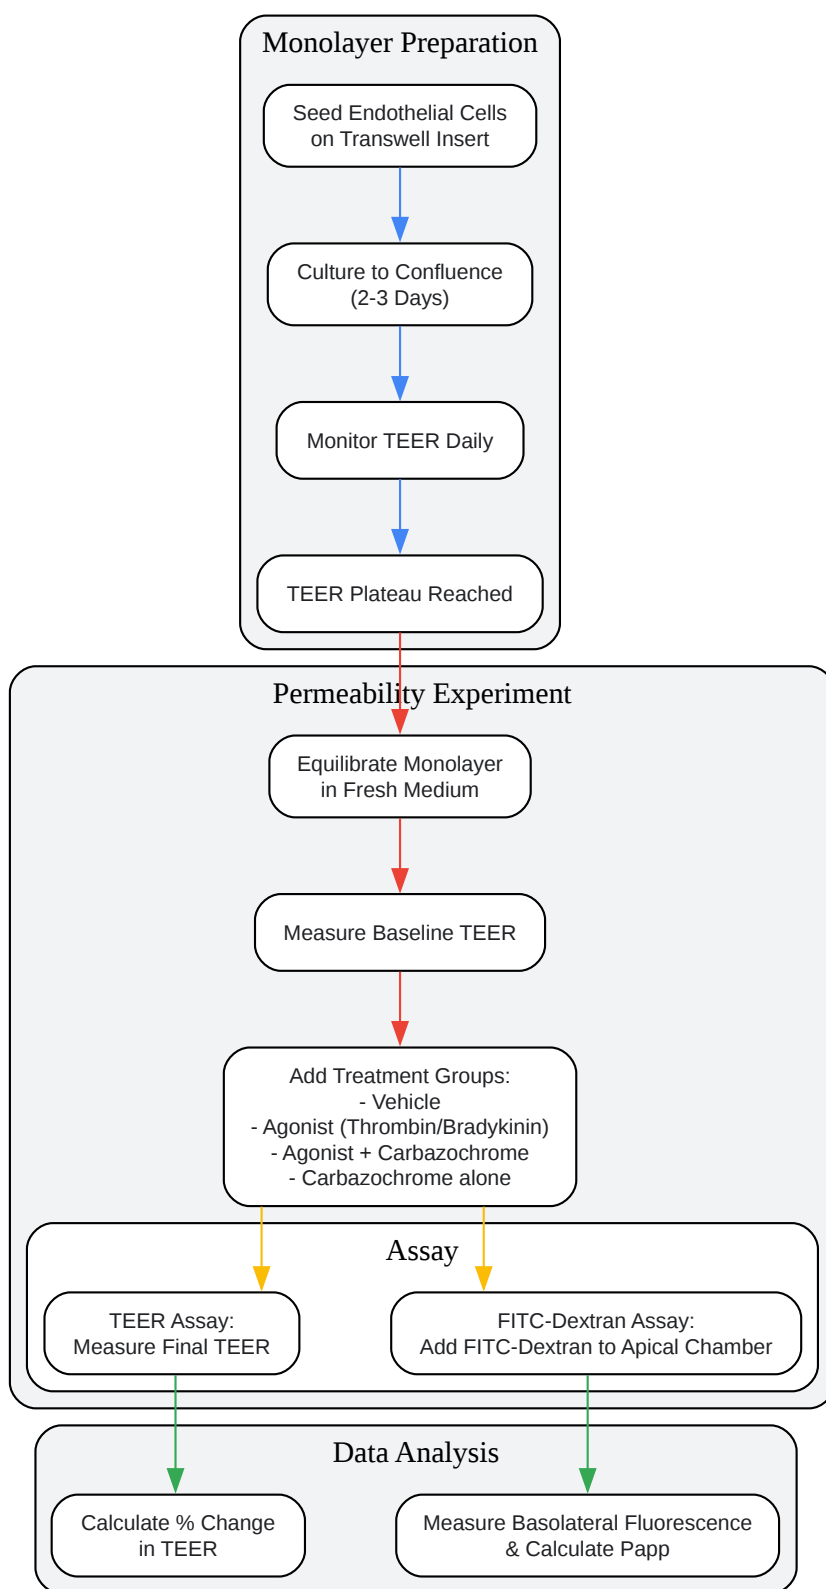 Monolayer Preparation
Seed Endothelial Cells
on Transwell Insert
Culture to Confluence
(2-3 Days)
Monitor TEER Daily
TEER Plateau Reached
Permeability Experiment
Equilibrate Monolayer
in Fresh Medium
Measure Baseline TEER
Add Treatment Groups:
- Vehicle
- Agonist (Thrombin/Bradykinin)
- Agonist + Carbazochrome
- Carbazochrome alone
Assay
TEER Assay:
Measure Final TEER
FITC-Dextran Assay:
Add FITC-Dextran to Apical Chamber
Data Analysis
Calculate % Change
in TEER
Measure Basolateral Fluorescence
& Calculate Papp